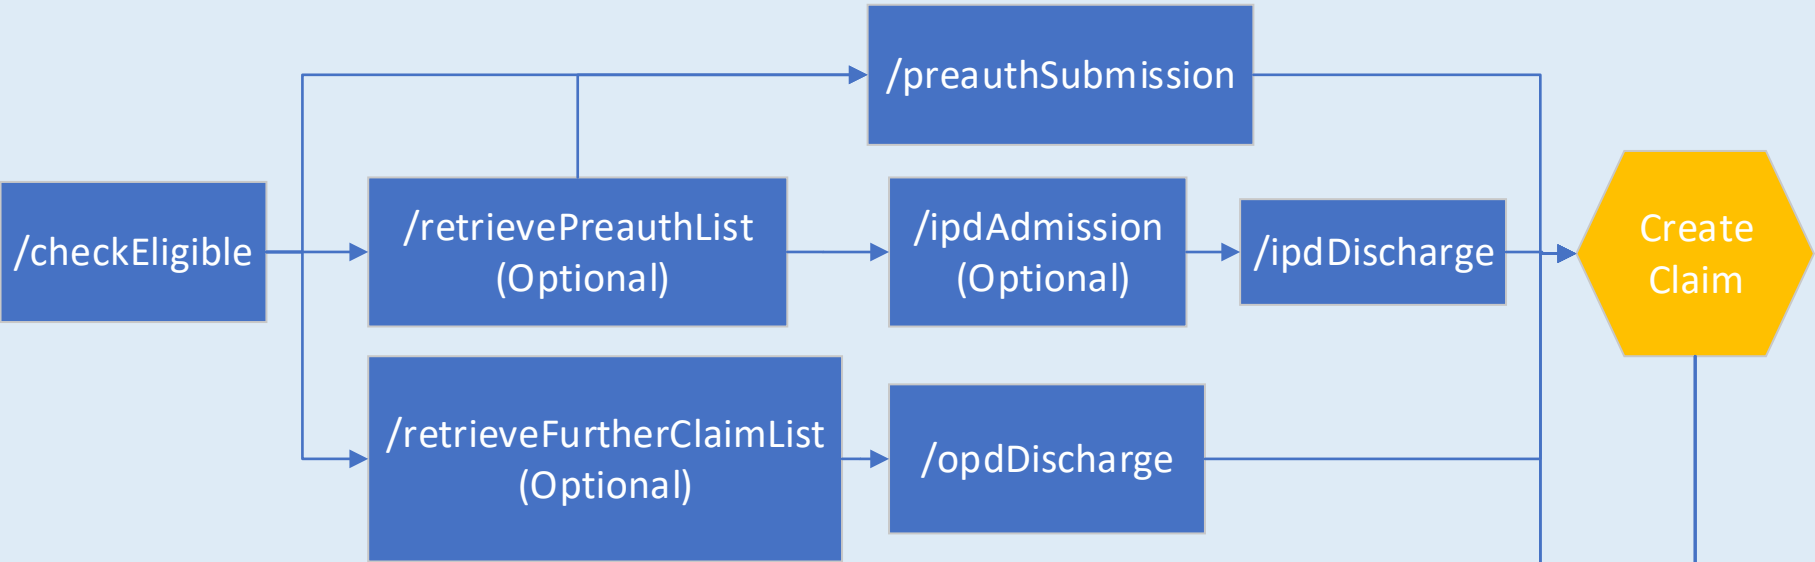 /preauthSubmission
/checkEligible
/retrievePreauthList
(Optional)
/ipdAdmission
(Optional)
/ipdDischarge
Create
Claim
/retrieveFurtherClaimList
(Optional)
/opdDischarge